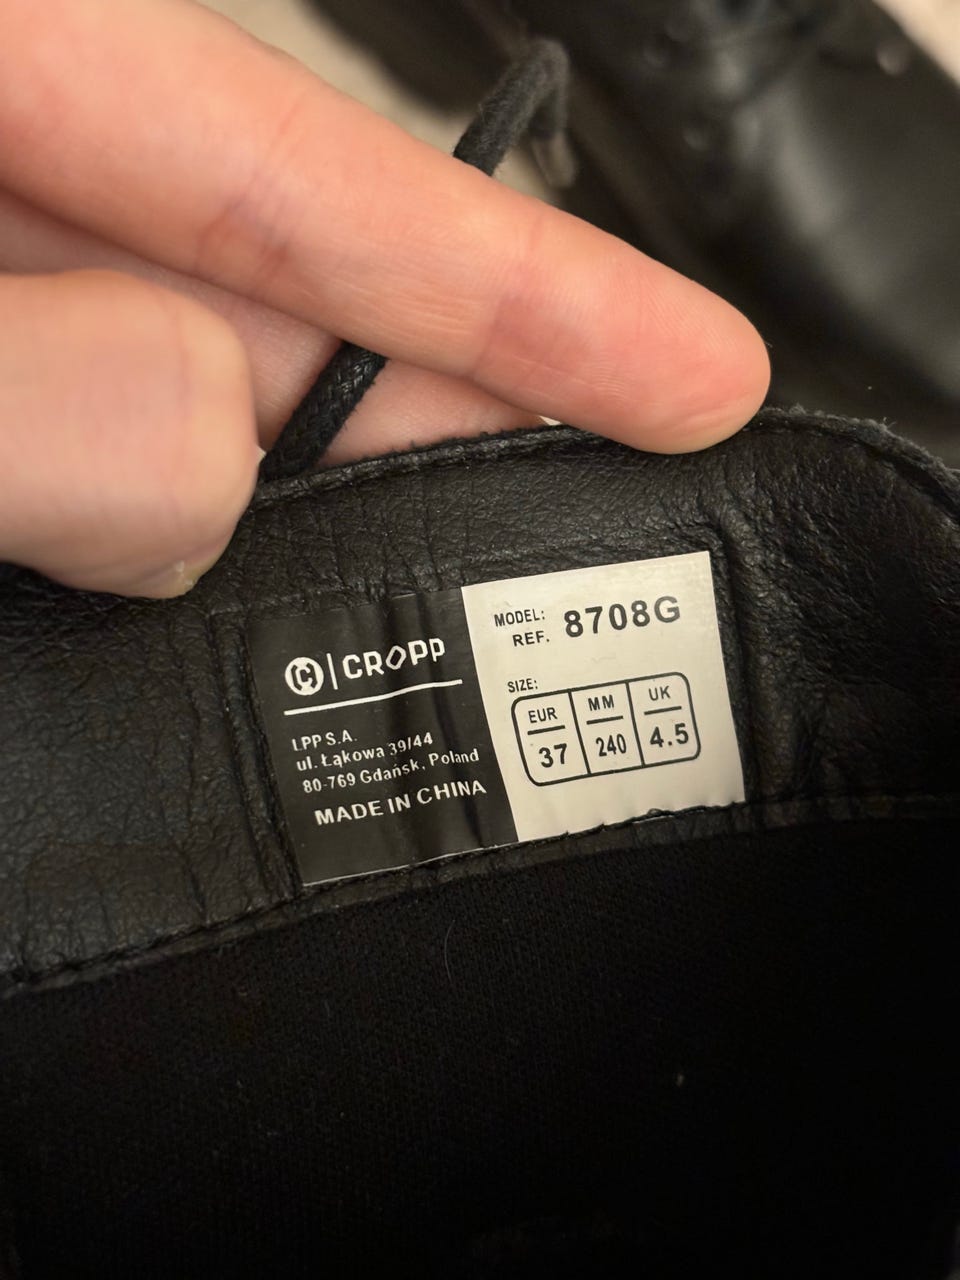 C | CROPP
LPP S.A.
ul. Łąkowa 39/44
80-769 Gdańsk, Poland
MADE IN CHINA
MODEL:
REF. 8708G
SIZE:
EUR MM UK
37 240 4.5